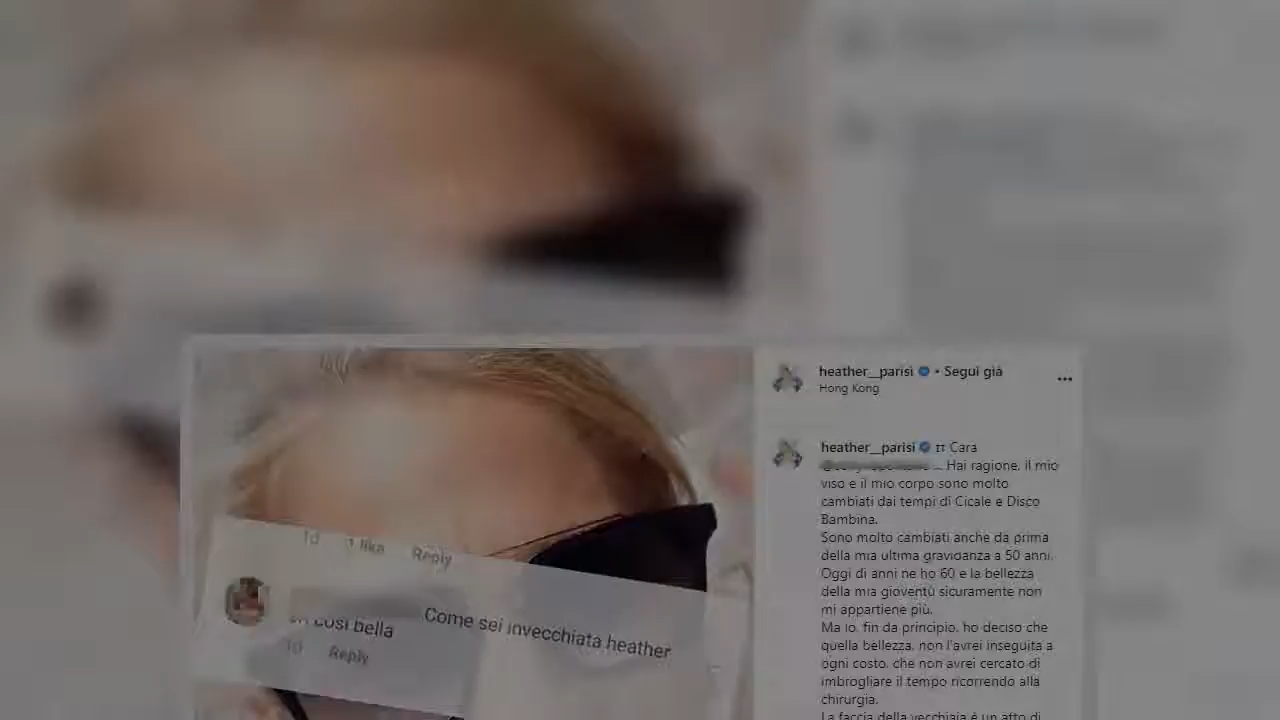 heather_parisi • Segui già
Hong Kong
heather_parisi Cara
... Hai ragione, il mio
viso e il mio corpo sono molto
cambiati dai tempi di Cicale e Disco
Bambina.
Sono molto cambiati anche da prima
della mia ultima gravidanza a 50 anni.
Oggi di anni ne ho 60 e la bellezza
della mia gioventù sicuramente non
mi appartiene più.
Ma io, fin da principio, ho deciso che
quella bellezza, non l'avrei inseguita a
ogni costo, che non avrei cercato di
imbrogliare il tempo ricorrendo alla
chirurgia.
La faccia della vecchiaia è un atto di
1d 1 like Reply
Come sei invecchiata heather
così bella
1d Reply